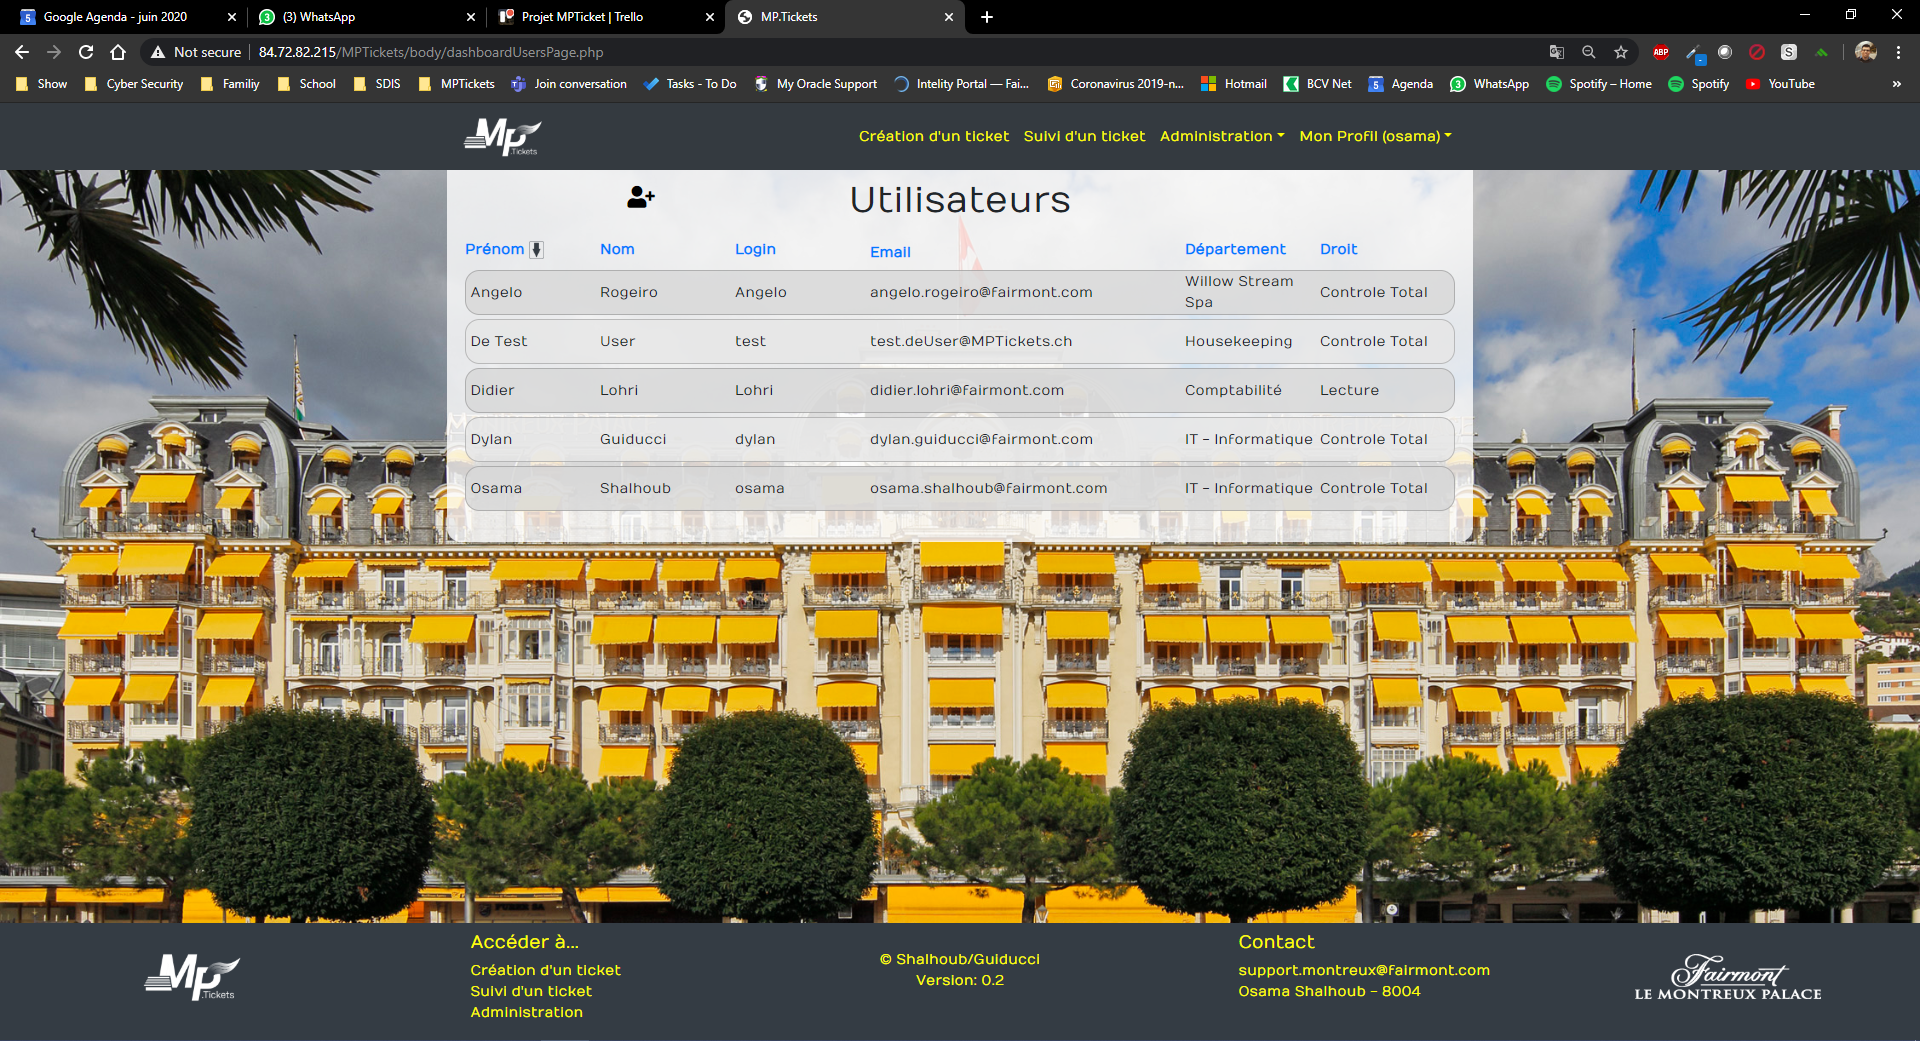 Google Agenda - juin 2020
(3) WhatsApp
Projet MPTicket | Trello
MP.Tickets
Not secure
84.72.82.215/MPTickets/body/dashboardUsersPage.php
ABP
Show
Cyber Security
Familiy
School
SDIS
MPTickets
Join conversation
Tasks - To Do
My Oracle Support
Intelity Portal — Fai...
Coronavirus 2019-n...
Hotmail
BCV Net
Agenda
WhatsApp
Spotify – Home
Spotify
YouTube
Mp .Tickets
Création d'un ticket
Suivi d'un ticket
Administration
Mon Profil (osama)
Utilisateurs
Prénom Nom Login Email Département Droit
Angelo Rogeiro Angelo angelo.rogeiro@fairmont.com Willow Stream Spa Controle Total
De Test User test test.deUser@MPTickets.ch Housekeeping Controle Total
Didier Lohri Lohri didier.lohri@fairmont.com Comptabilité Lecture
Dylan Guiducci dylan dylan.guiducci@fairmont.com IT - Informatique Controle Total
Osama Shalhoub osama osama.shalhoub@fairmont.com IT - Informatique Controle Total
Mp .Tickets
Accéder à...
Création d'un ticket
Suivi d'un ticket
Administration
© Shalhoub/Guiducci
Version: 0.2
Contact
support.montreux@fairmont.com
Osama Shalhoub - 8004
Fairmont
LE MONTREUX PALACE